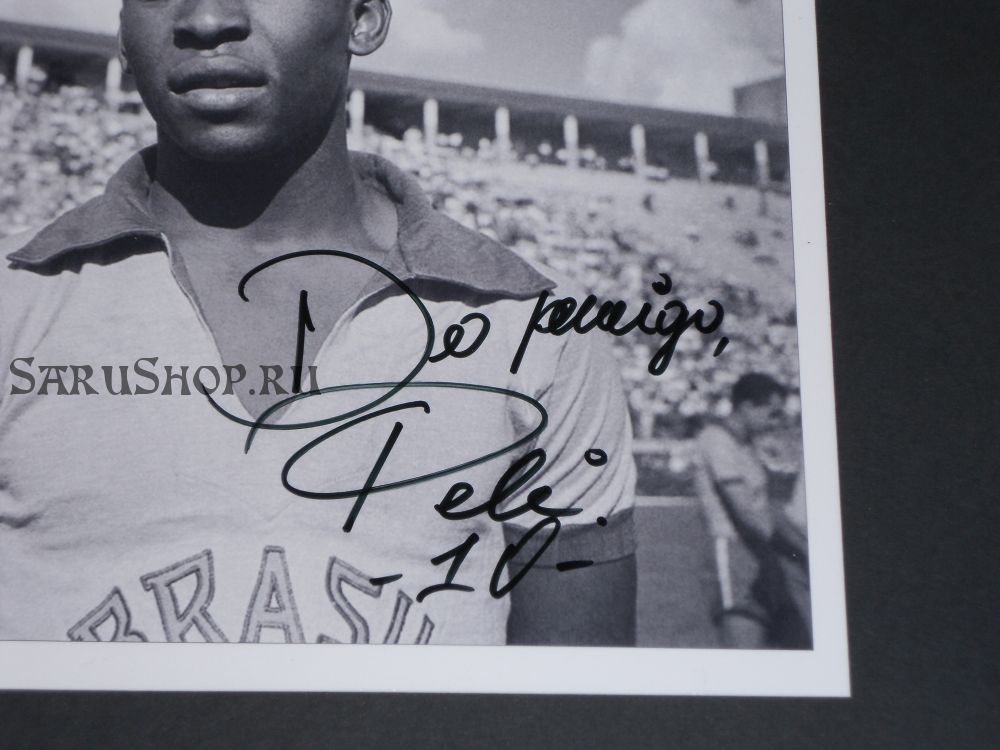 SARUSHOP.RU
Do amigo,
Pelé.
-10-
BRASIL